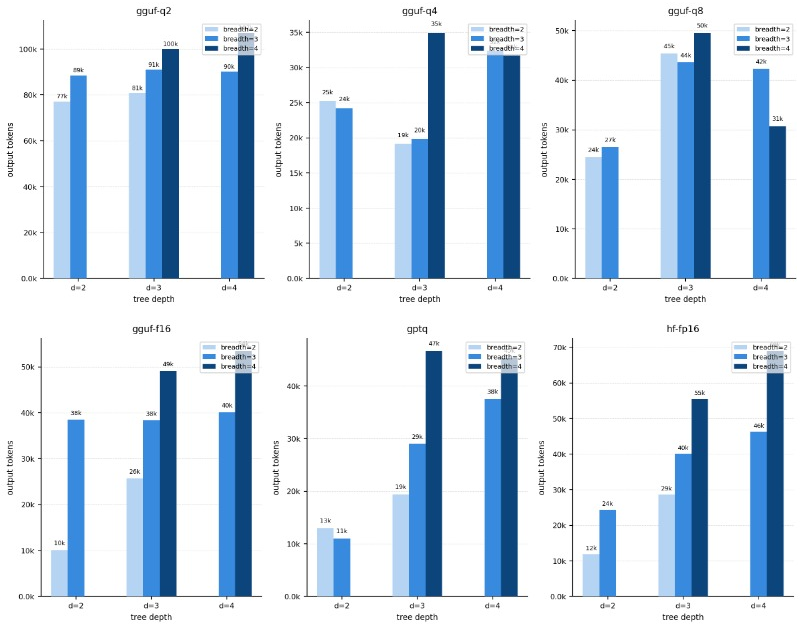 gguf-q2
output tokens
100k
80k
60k
40k
20k
0.0k
77k
89k
81k
91k
100k
90k
breadth=2
breadth=3
breadth=4
d=2
d=3
d=4
tree depth
gguf-q4
output tokens
35k
30k
25k
20k
15k
10k
5k
0.0k
25k
24k
19k
20k
35k
breadth=2
breadth=3
breadth=4
d=2
d=3
d=4
tree depth
gguf-q8
output tokens
50k
40k
30k
20k
10k
0.0k
24k
27k
45k
44k
50k
42k
31k
breadth=2
breadth=3
breadth=4
d=2
d=3
d=4
tree depth
gguf-f16
output tokens
50k
40k
30k
20k
10k
0.0k
10k
38k
26k
38k
49k
40k
breadth=2
breadth=3
breadth=4
d=2
d=3
d=4
tree depth
gptq
output tokens
40k
30k
20k
10k
0.0k
13k
11k
19k
29k
47k
38k
breadth=2
breadth=3
breadth=4
d=2
d=3
d=4
tree depth
hf-fp16
output tokens
70k
60k
50k
40k
30k
20k
10k
0.0k
12k
24k
29k
40k
55k
46k
breadth=2
breadth=3
breadth=4
d=2
d=3
d=4
tree depth